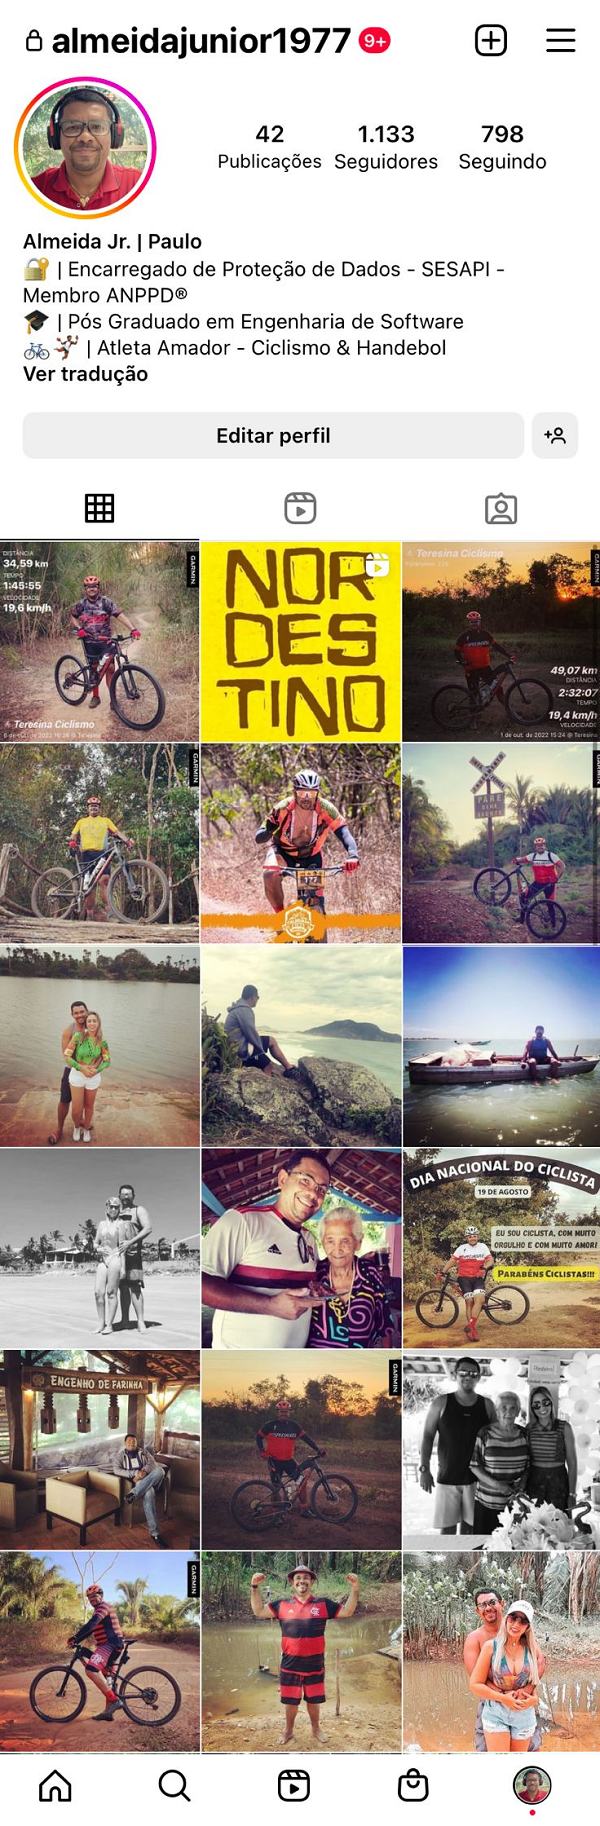 almeidajunior1977 9+
42 1.133 798
Publicações Seguidores Seguindo
Almeida Jr. | Paulo
🔐 | Encarregado de Proteção de Dados - SESAPI -
Membro ANPPD®
🎓 | Pós Graduado em Engenharia de Software
🚲🤾 | Atleta Amador - Ciclismo & Handebol
Ver tradução
Editar perfil
DISTÂNCIA
34,59 km
TEMPO
1:45:55
VELOCIDADE
19,6 km/h
GARMIN
Teresina Ciclismo
6 de out. de 2022 @ Teresina
NOR
DES
TINO
Teresina Ciclismo
GARMIN
49,07 km
DISTÂNCIA
2:32:07
TEMPO
19,4 km/h
VELOCIDADE
1 de out. de 2022 15:24 @ Teresina
GARMIN
GARMIN
PARE
DIA NACIONAL DO CICLISTA
19 DE AGOSTO
EU SOU CICLISTA, COM MUITO
ORGULHO E COM MUITO AMOR!
PARABÉNS CICLISTAS!!!
ENGENHO DE FARINHA
GARMIN
GARMIN